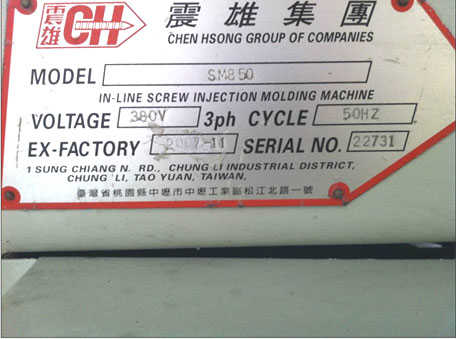 震雄 CH 震雄集團
CHEN HSONG GROUP OF COMPANIES
MODEL SM850
IN-LINE SCREW INJECTION MOLDING MACHINE
VOLTAGE 380V 3ph CYCLE 50HZ
EX-FACTORY 2007-11 SERIAL NO. 22731
1 SUNG CHIANG N. RD., CHUNG LI INDUSTRIAL DISTRICT,
CHUNG LI, TAO YUAN, TAIWAN,
臺灣省桃園縣中壢市中壢工業區松江北路一號